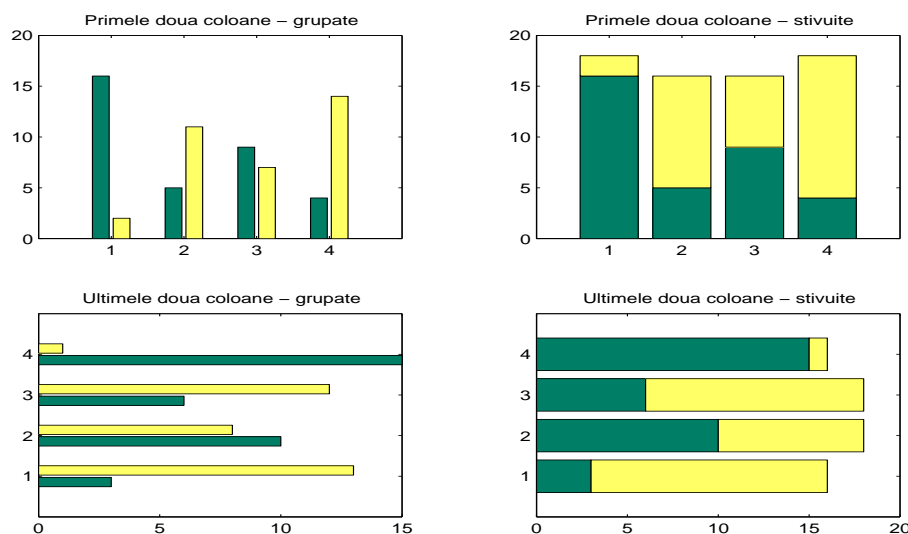 Primele doua coloane – grupate
20
15
10
5
0
1 2 3 4
Primele doua coloane – stivuite
20
15
10
5
0
1 2 3 4
Ultimele doua coloane – grupate
4
3
2
1
0 5 10 15
Ultimele doua coloane – stivuite
4
3
2
1
0 5 10 15 20